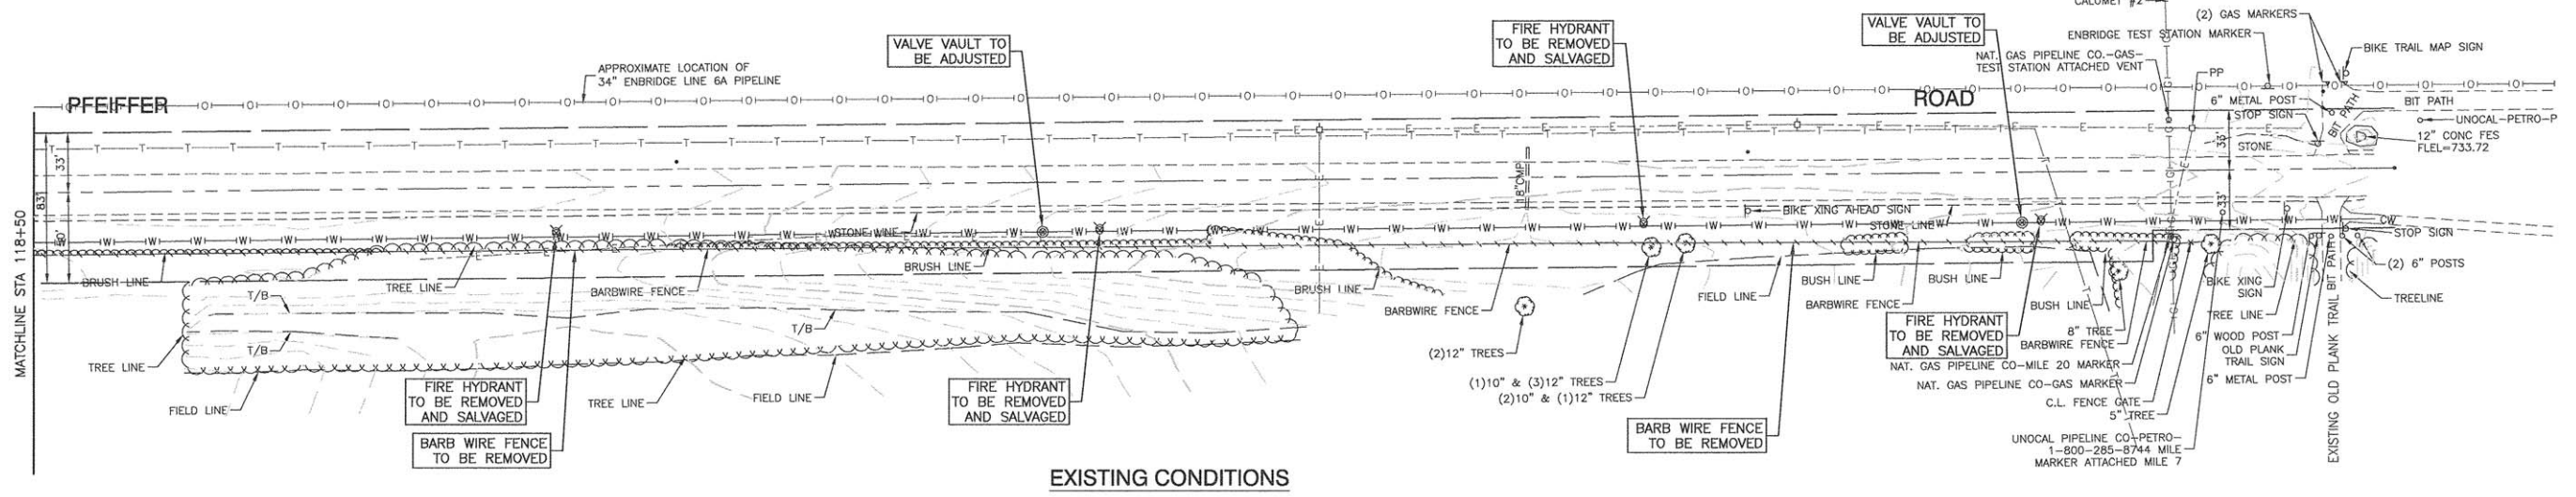 CALUMET #2
(2) GAS MARKERS
ENBRIDGE TEST STATION MARKER
BIKE TRAIL MAP SIGN
NAT. GAS PIPELINE CO.-GAS-
TEST STATION ATTACHED VENT
PP
VALVE VAULT TO
BE ADJUSTED
FIRE HYDRANT
TO BE REMOVED
AND SALVAGED
VALVE VAULT TO
BE ADJUSTED
APPROXIMATE LOCATION OF
34" ENBRIDGE LINE 6A PIPELINE
PFEIFFER
ROAD
6" METAL POST
BIT PATH
BIT PATH
STOP SIGN
UNOCAL-PETRO-P
STONE
12" CONC FES
FLEL=733.72
33'
83'
50'
33'
33'
MATCHLINE STA 118+50
18"CMP
STONE LINE
BIKE XING AHEAD SIGN
STONE LINE
STOP SIGN
(2) 6" POSTS
TREELINE
BRUSH LINE
TREE LINE
BARBWIRE FENCE
BRUSH LINE
BRUSH LINE
BARBWIRE FENCE
FIELD LINE
BUSH LINE
BARBWIRE FENCE
BUSH LINE
BUSH LINE
BIKE XING
SIGN
T/B
T/B
T/B
TREE LINE
FIELD LINE
TREE LINE
FIELD LINE
FIRE HYDRANT
TO BE REMOVED
AND SALVAGED
BARB WIRE FENCE
TO BE REMOVED
FIRE HYDRANT
TO BE REMOVED
AND SALVAGED
(2)12" TREES
(1)10" & (3)12" TREES
(2)10" & (1)12" TREES
BARB WIRE FENCE
TO BE REMOVED
FIRE HYDRANT
TO BE REMOVED
AND SALVAGED
8" TREE
BARBWIRE FENCE
NAT. GAS PIPELINE CO-MILE 20 MARKER
NAT. GAS PIPELINE CO-GAS MARKER
C.L. FENCE GATE
5" TREE
UNOCAL PIPELINE CO-PETRO-
1-800-285-8744 MILE
MARKER ATTACHED MILE 7
TREE LINE
6" WOOD POST
OLD PLANK
TRAIL SIGN
6" METAL POST
EXISTING OLD PLANK TRAIL BIT PATH
EXISTING CONDITIONS